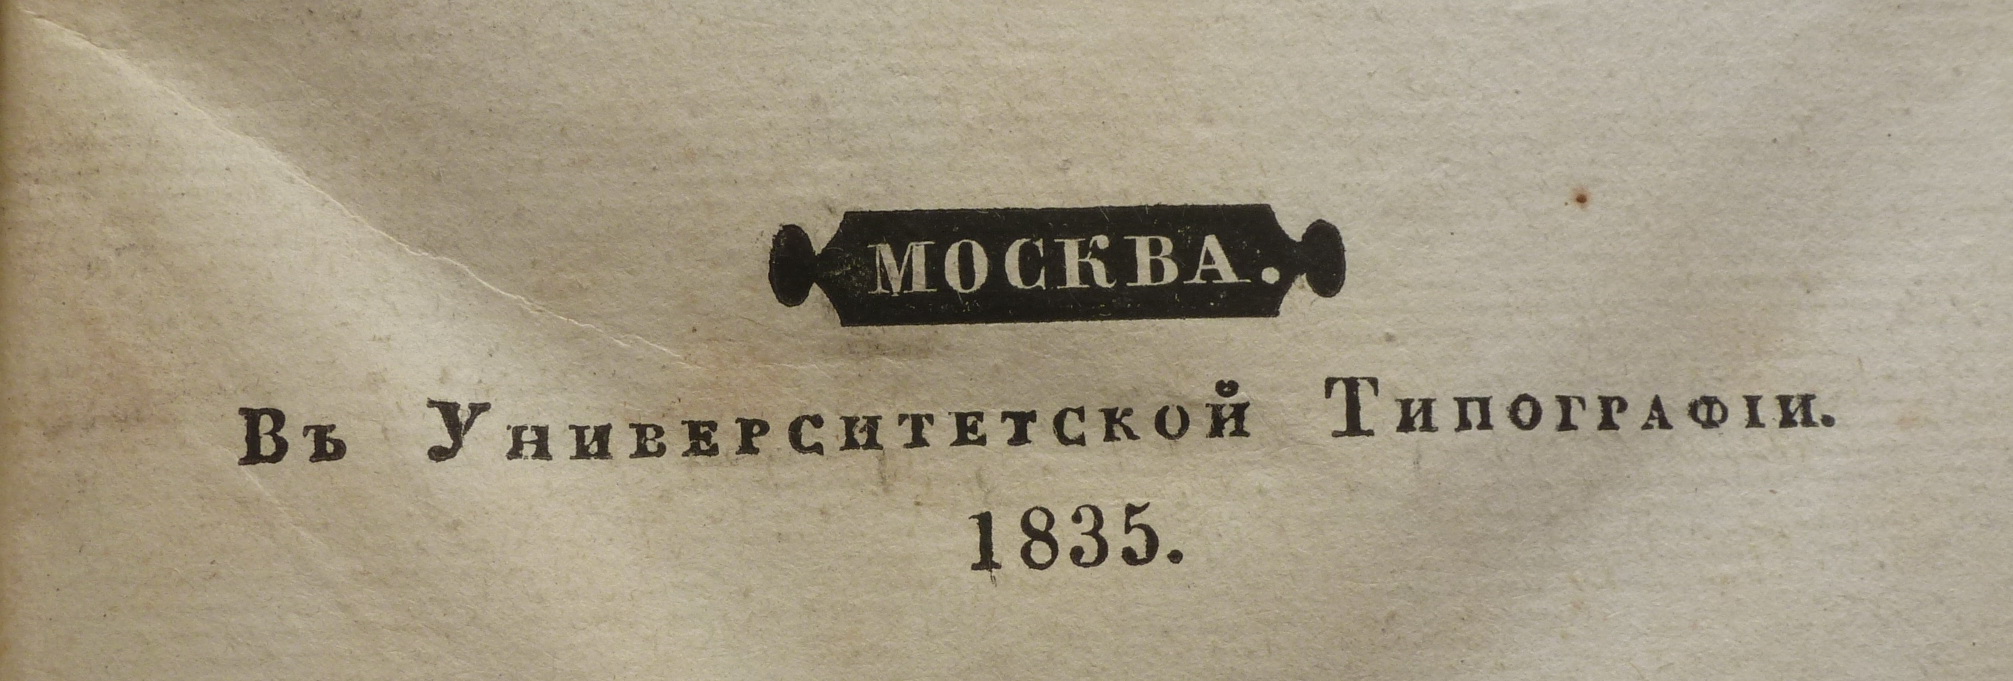 МОСКВА.
Въ Университетской Типографіи.
1835.